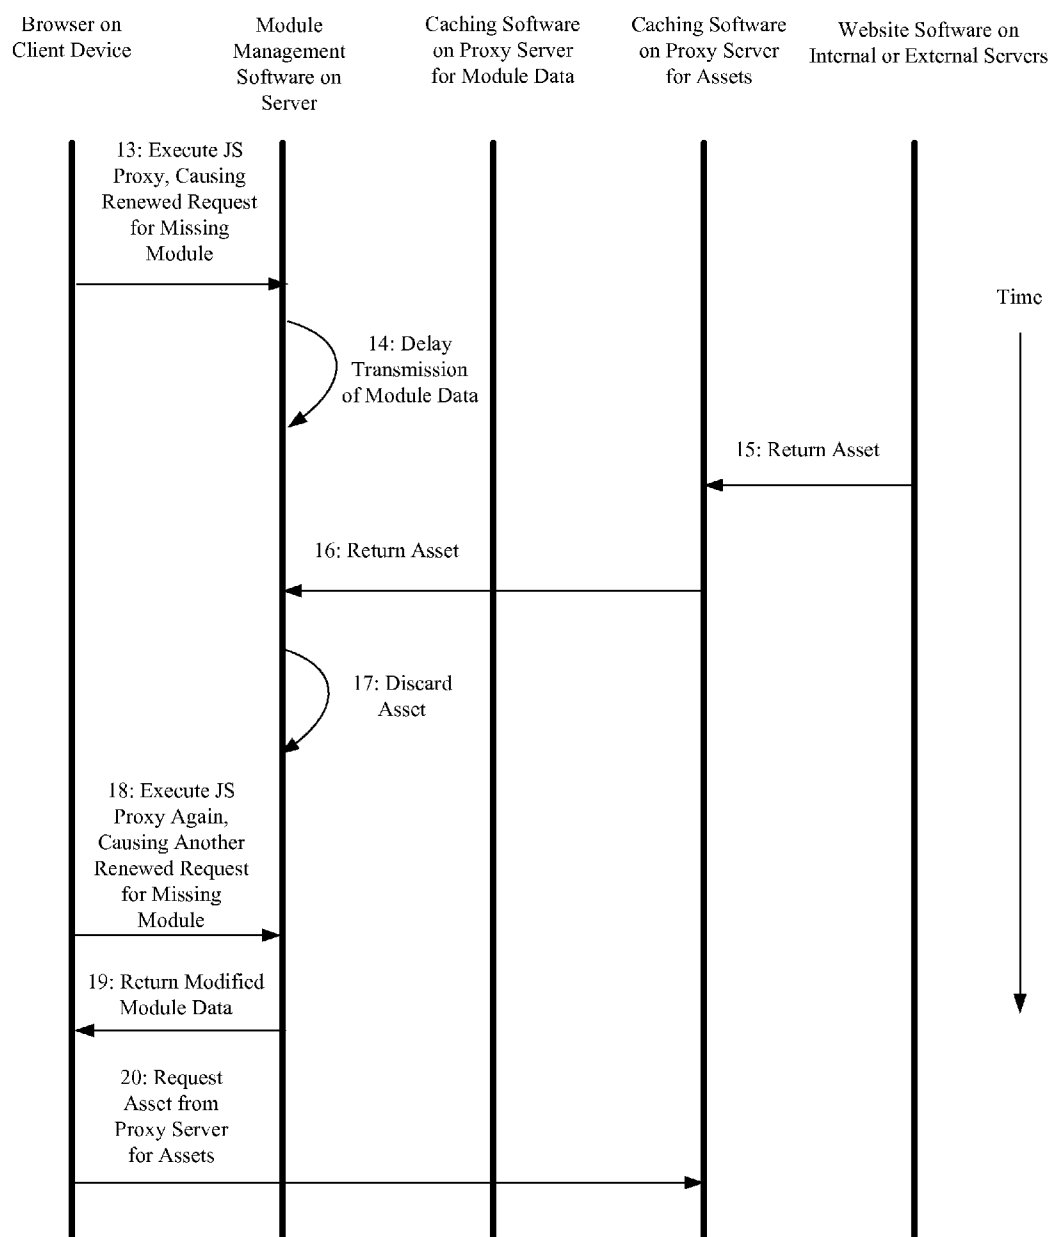 Browser on
Client Device
Module
Management
Software on
Server
Caching Software
on Proxy Server
for Module Data
Caching Software
on Proxy Server
for Assets
Website Software on
Internal or External Servers
13: Execute JS
Proxy, Causing
Renewed Request
for Missing
Module
Time
14: Delay
Transmission
of Module Data
15: Return Asset
16: Return Asset
17: Discard
Asset
18: Execute JS
Proxy Again,
Causing Another
Renewed Request
for Missing
Module
19: Return Modified
Module Data
20: Request
Asset from
Proxy Server
for Assets